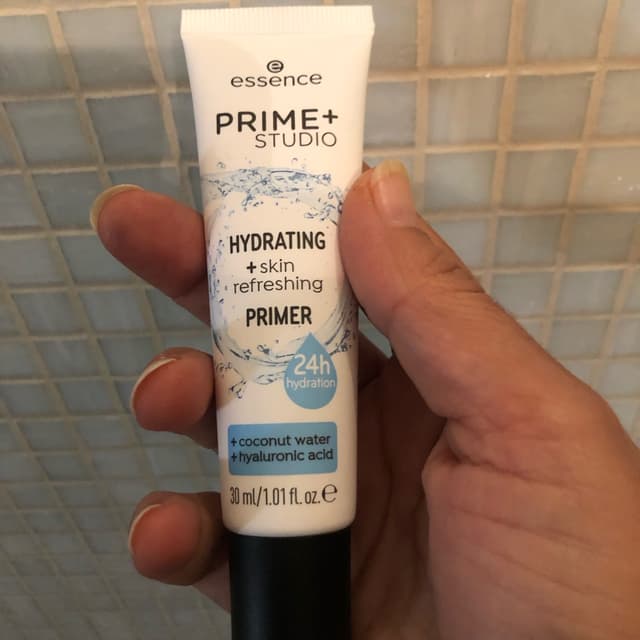 essence
PRIME+
STUDIO
HYDRATING
+skin
refreshing
PRIMER
24h
hydration
+ coconut water
+ hyaluronic acid
30 ml/1.01 fl. oz. ℮